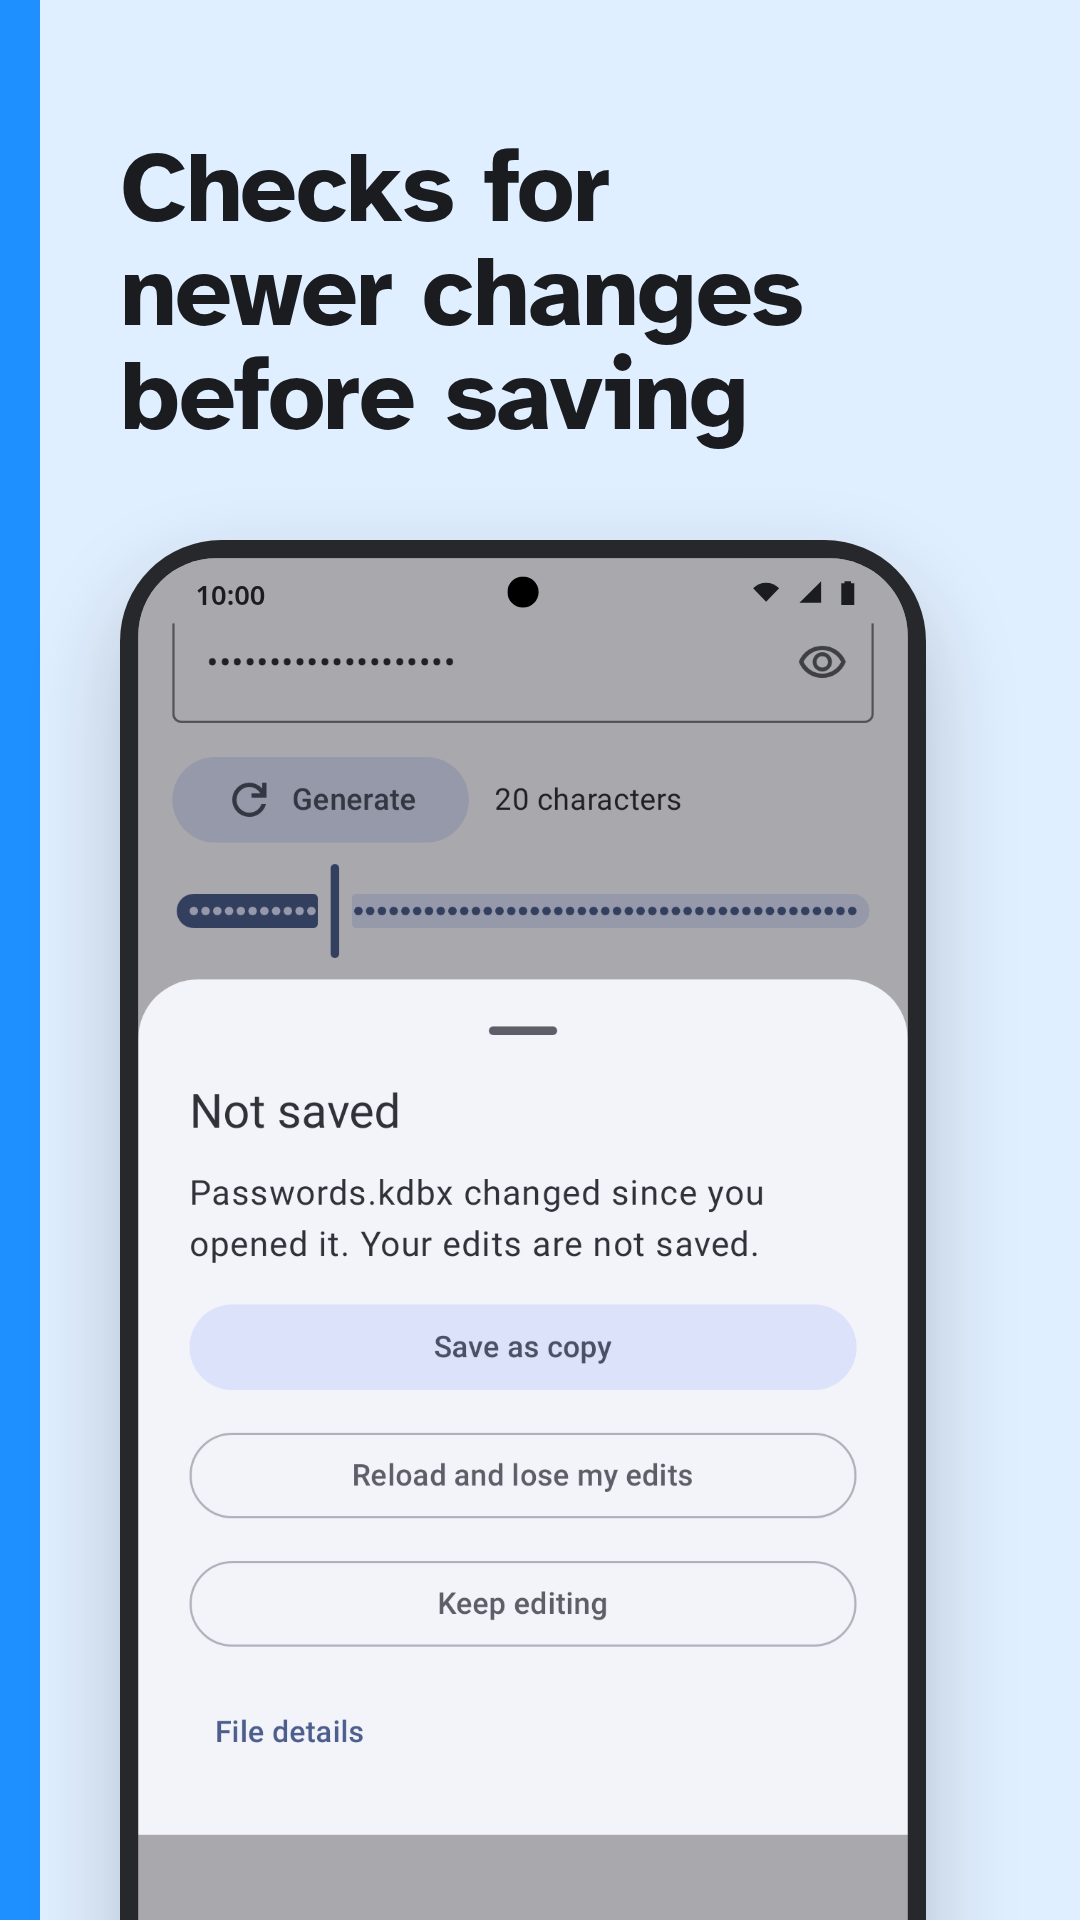 Checks for
newer changes
before saving
10:00
••••••••••••••••••••
Generate
20 characters
Not saved
Passwords.kdbx changed since you
opened it. Your edits are not saved.
Save as copy
Reload and lose my edits
Keep editing
File details